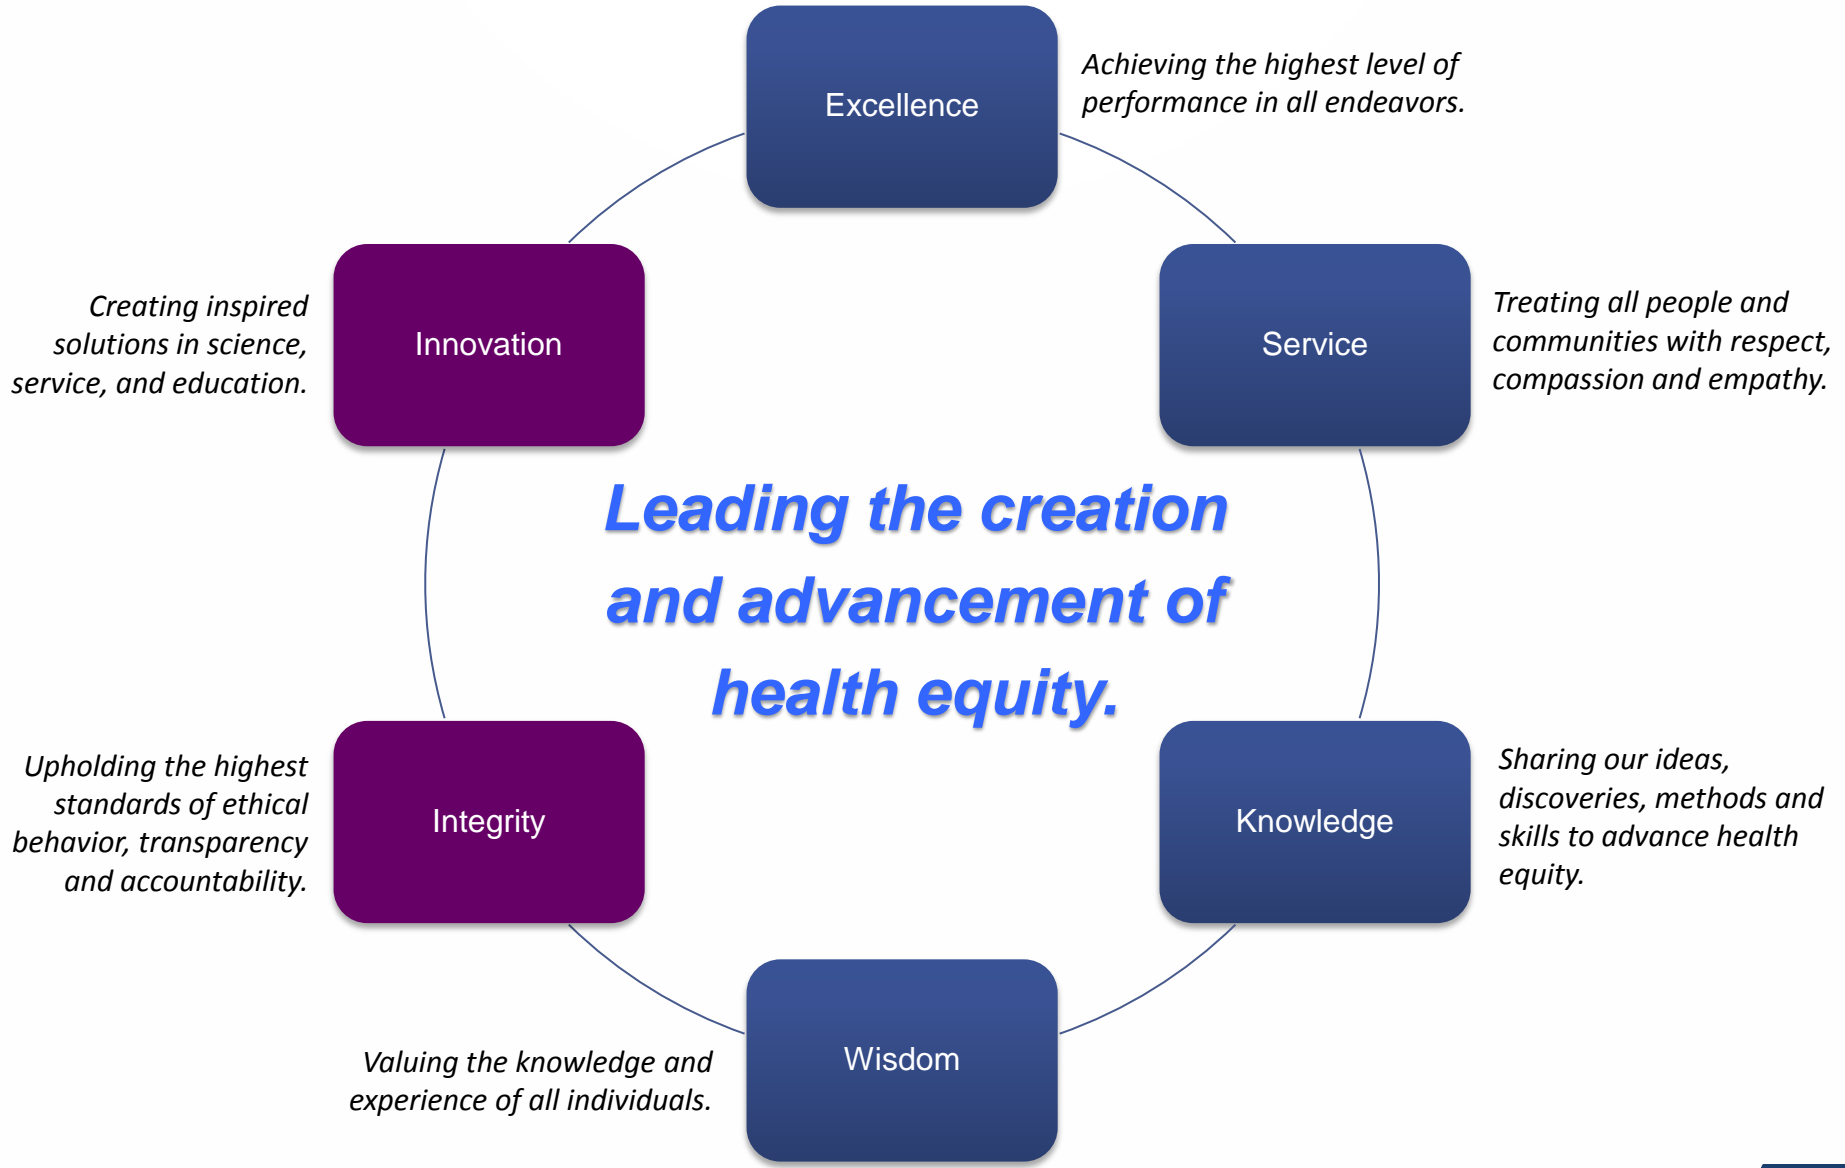 Excellence
Achieving the highest level of
performance in all endeavors.
Innovation
Creating inspired
solutions in science,
service, and education.
Service
Treating all people and
communities with respect,
compassion and empathy.
Leading the creation
and advancement of
health equity.
Integrity
Upholding the highest
standards of ethical
behavior, transparency
and accountability.
Knowledge
Sharing our ideas,
discoveries, methods and
skills to advance health
equity.
Wisdom
Valuing the knowledge and
experience of all individuals.